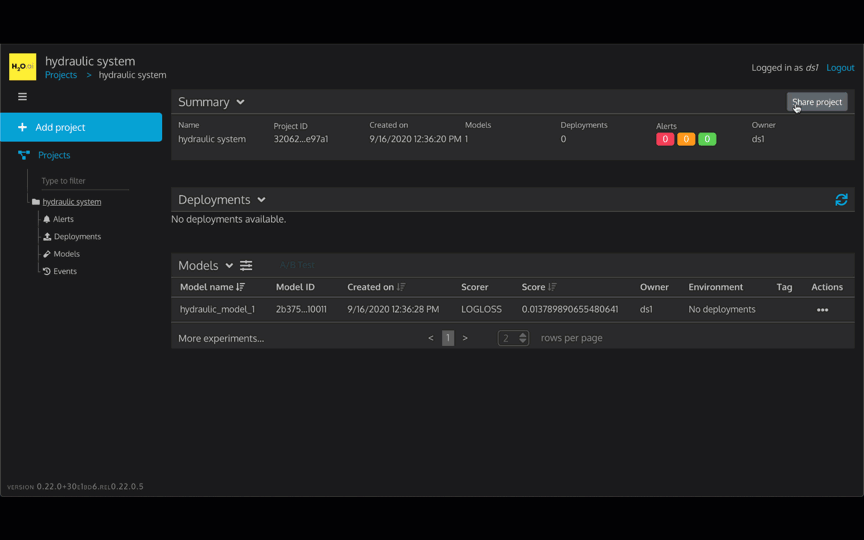 H2O.ai
hydraulic system
Projects > hydraulic system
Logged in as ds1 Logout
Add project
Projects
Type to filter
hydraulic system
Alerts
Deployments
Models
Events
Summary
Share project
Name Project ID Created on Models Deployments Alerts Owner
hydraulic system 32062...e97a1 9/16/2020 12:36:20 PM 1 0 0 0 0 ds1
Deployments
No deployments available.
Models A/B Test
Model name Model ID Created on Scorer Score Owner Environment Tag Actions
hydraulic_model_1 2b375...10011 9/16/2020 12:36:28 PM LOGLOSS 0.013789890655480641 ds1 No deployments •••
More experiments... < 1 > 2 rows per page
VERSION 0.22.0+30E1BD6.REL0.22.0.5